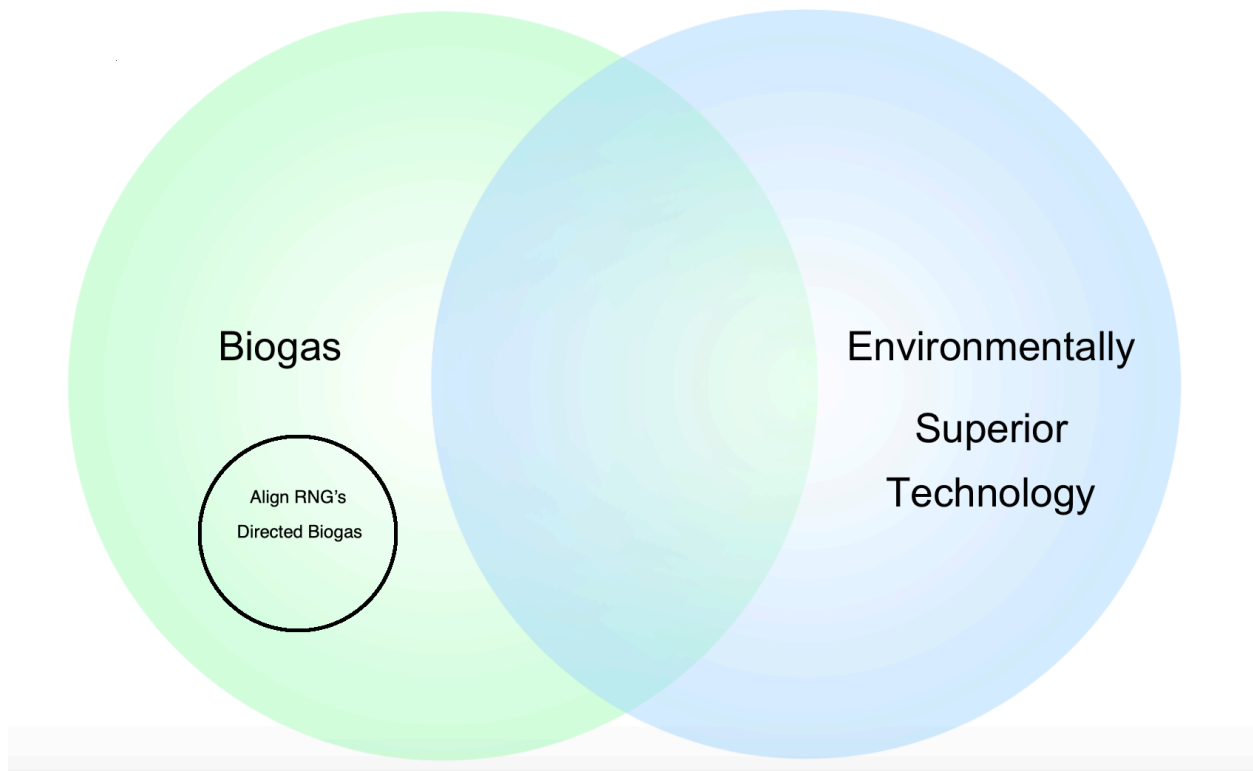 Biogas
Align RNG’s
Directed Biogas
Environmentally
Superior
Technology